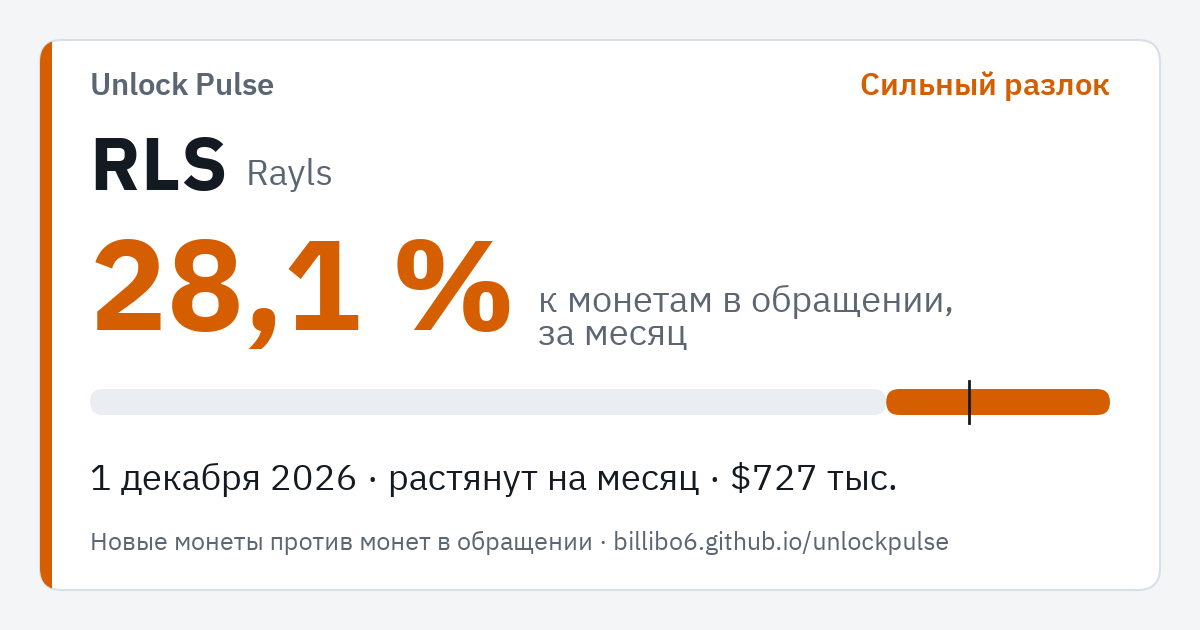 Unlock Pulse
Сильный разлок
RLS Rayls
28,1 % к монетам в обращении,
за месяц
1 декабря 2026 · растянут на месяц · $727 тыс.
Новые монеты против монет в обращении · billibo6.github.io/unlockpulse